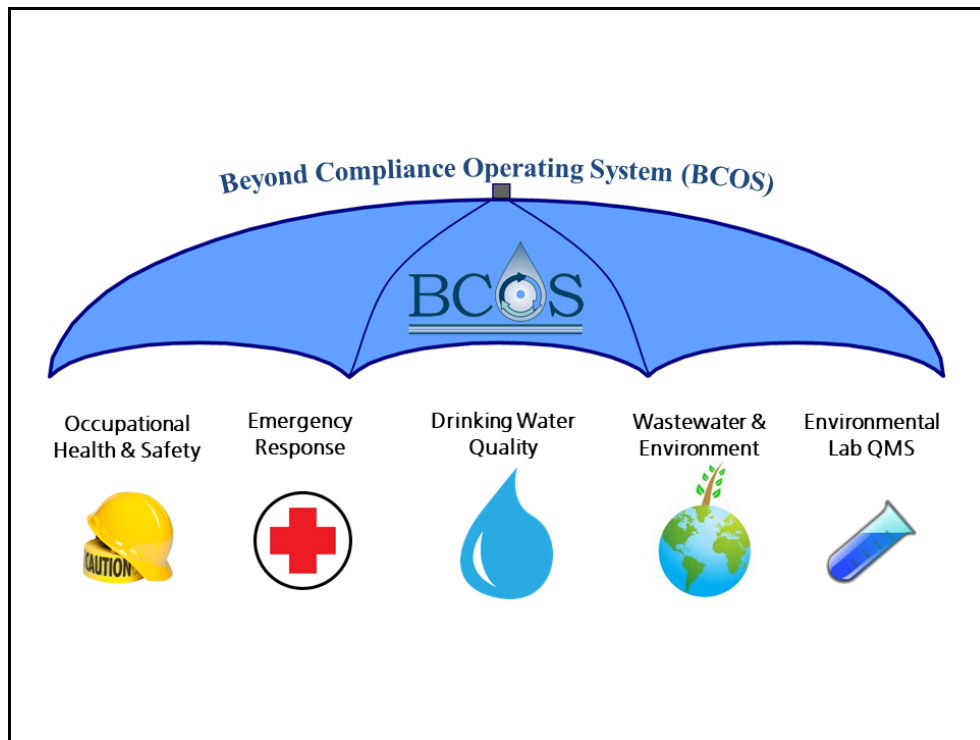 Beyond Compliance Operating System (BCOS)
BCOS
Occupational
Health & Safety
Emergency
Response
Drinking Water
Quality
Wastewater &
Environment
Environmental
Lab QMS
CAUTION